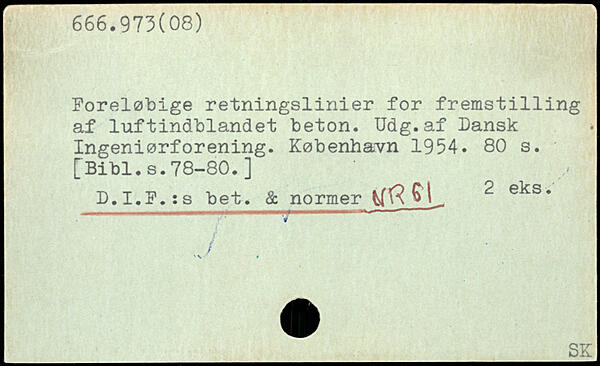 666.973(08)
Foreløbige retningslinier for fremstilling
af luftindblandet beton. Udg.af Dansk
Ingeniørforening. København 1954. 80 s.
[Bibl.s.78-80.]
D.I.F.:s bet. & normer NR 61
2 eks.
SK